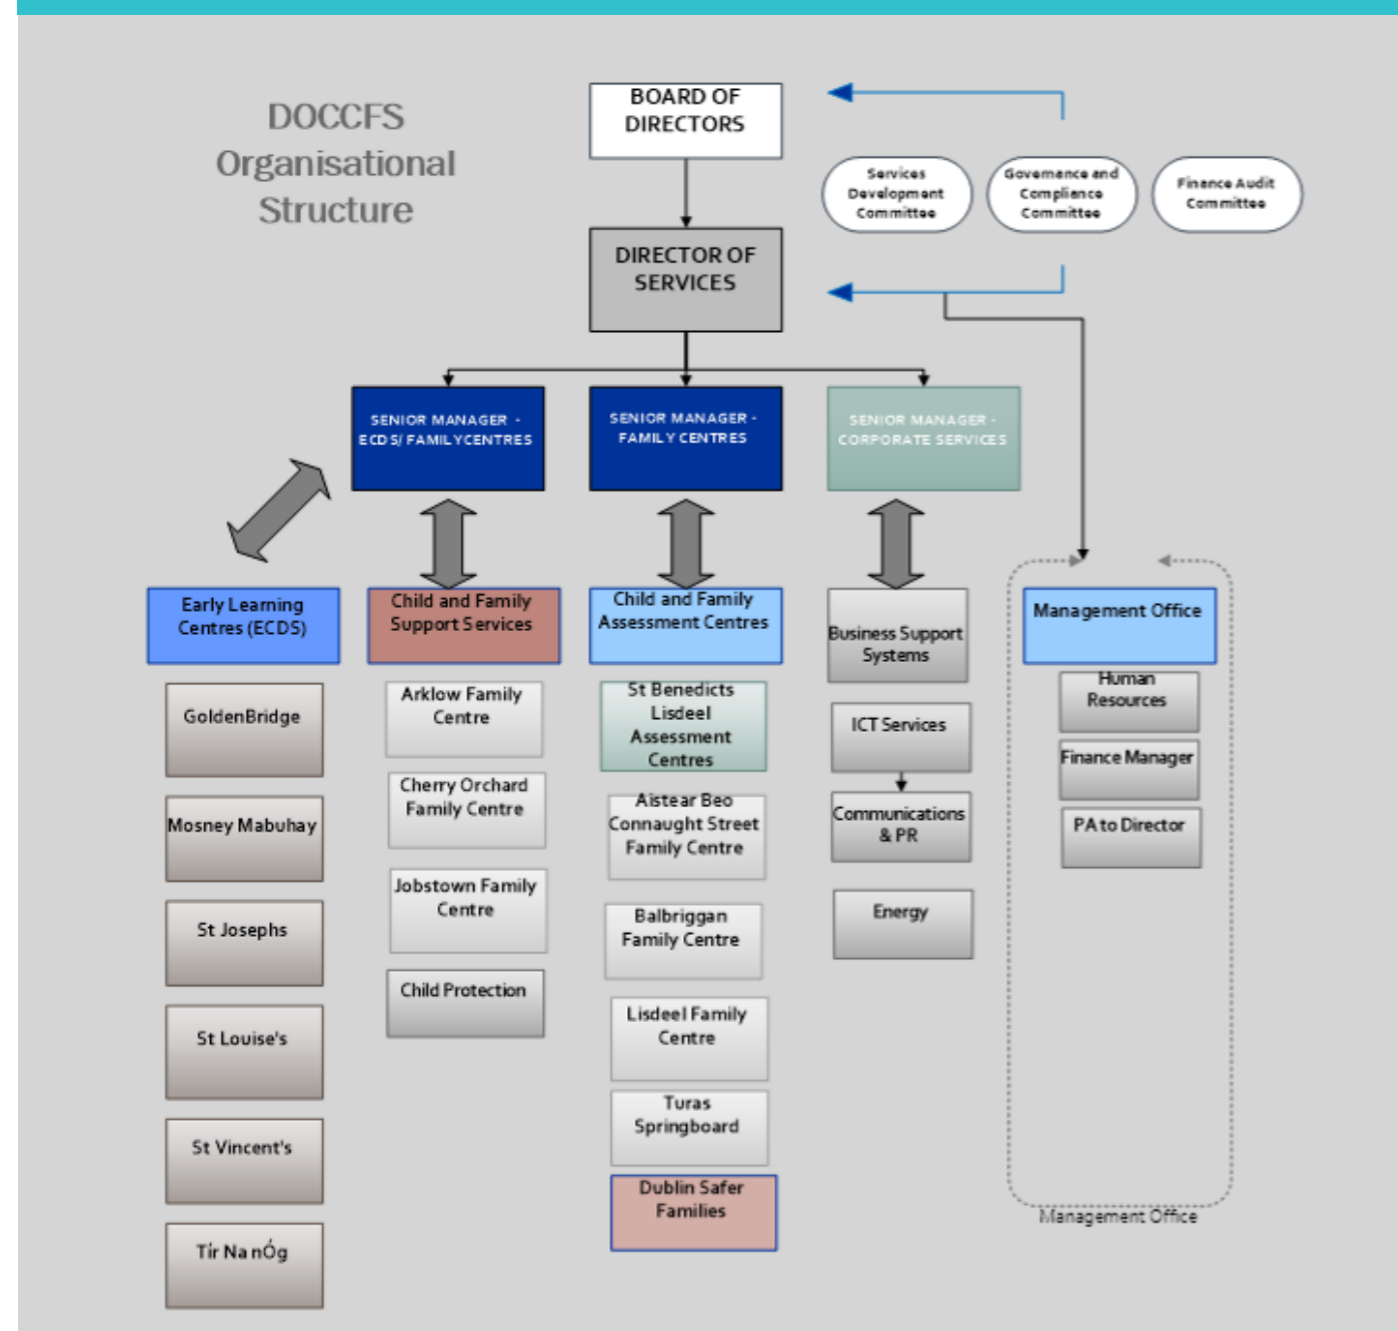 DOCCFS
Organisational
Structure
BOARD OF
DIRECTORS
Services
Development
Committee
Governance and
Compliance
Committee
Finance Audit
Committee
DIRECTOR OF
SERVICES
SENIOR MANAGER -
ECDS/ FAMILYCENTRES
SENIOR MANAGER -
FAMILY CENTRES
SENIOR MANAGER -
CORPORATE SERVICES
Early Learning
Centres (ECDS)
GoldenBridge
Mosney Mabuhay
St Josephs
St Louise's
St Vincent's
Tír Na nÓg
Child and Family
Support Services
Arklow Family
Centre
Cherry Orchard
Family Centre
Jobstown Family
Centre
Child Protection
Child and Family
Assessment Centres
St Benedicts
Lisdeel
Assessment
Centres
Aistear Beo
Connaught Street
Family Centre
Balbriggan
Family Centre
Lisdeel Family
Centre
Turas
Springboard
Dublin Safer
Families
Business Support
Systems
ICT Services
Communications
& PR
Energy
Management Office
Human
Resources
Finance Manager
PA to Director
Management Office